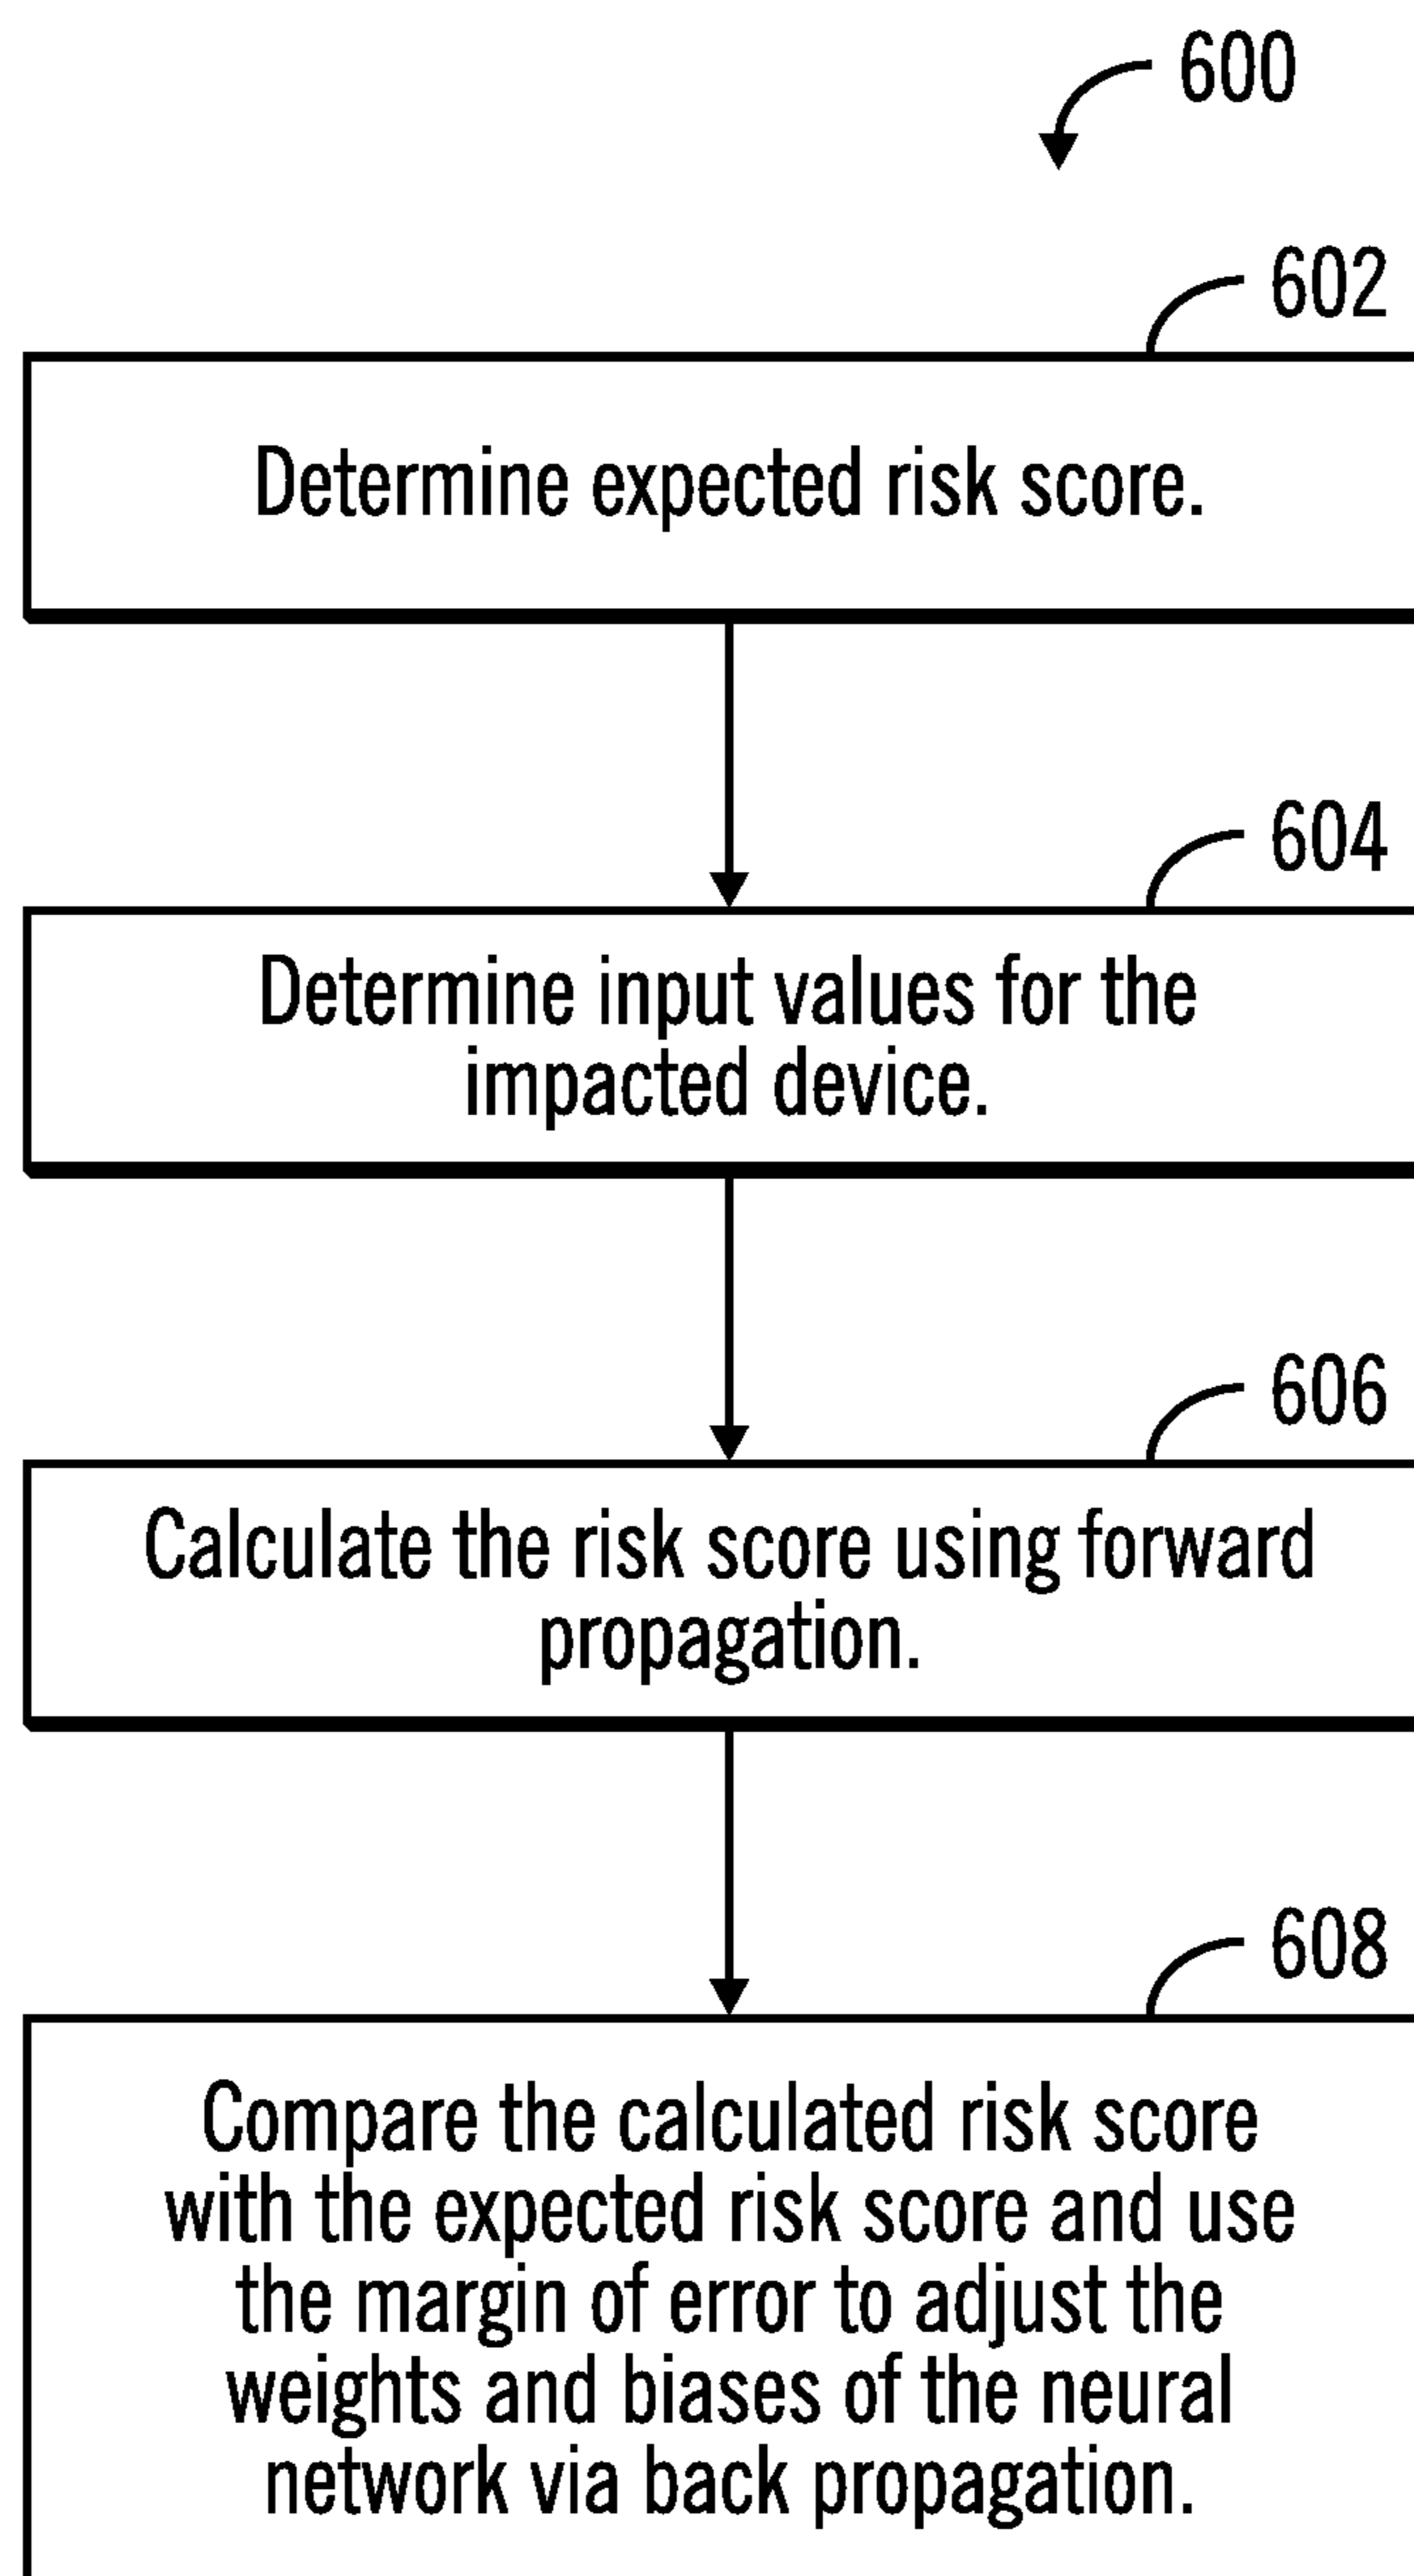 600
602
Determine expected risk score.
604
Determine input values for the
impacted device.
606
Calculate the risk score using forward
propagation.
608
Compare the calculated risk score
with the expected risk score and use
the margin of error to adjust the
weights and biases of the neural
network via back propagation.